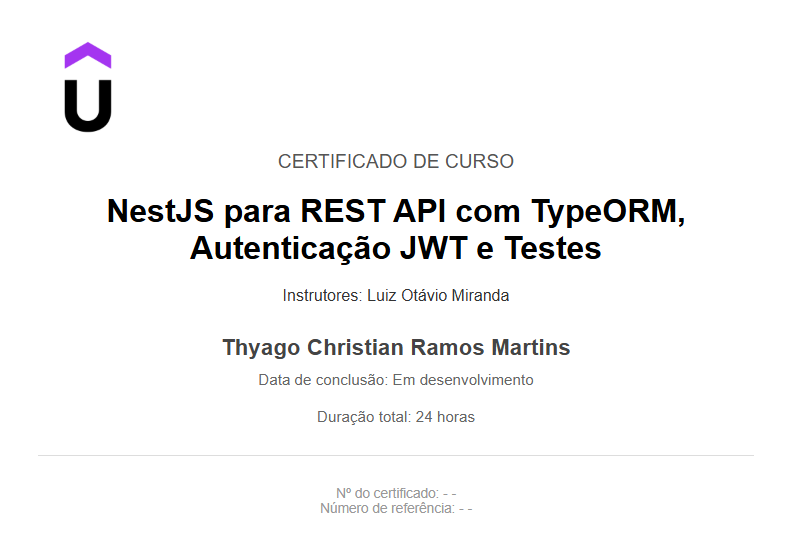 CERTIFICADO DE CURSO
NestJS para REST API com TypeORM,
Autenticação JWT e Testes
Instrutores: Luiz Otávio Miranda
Thyago Christian Ramos Martins
Data de conclusão: Em desenvolvimento
Duração total: 24 horas
Nº do certificado: - -
Número de referência: - -